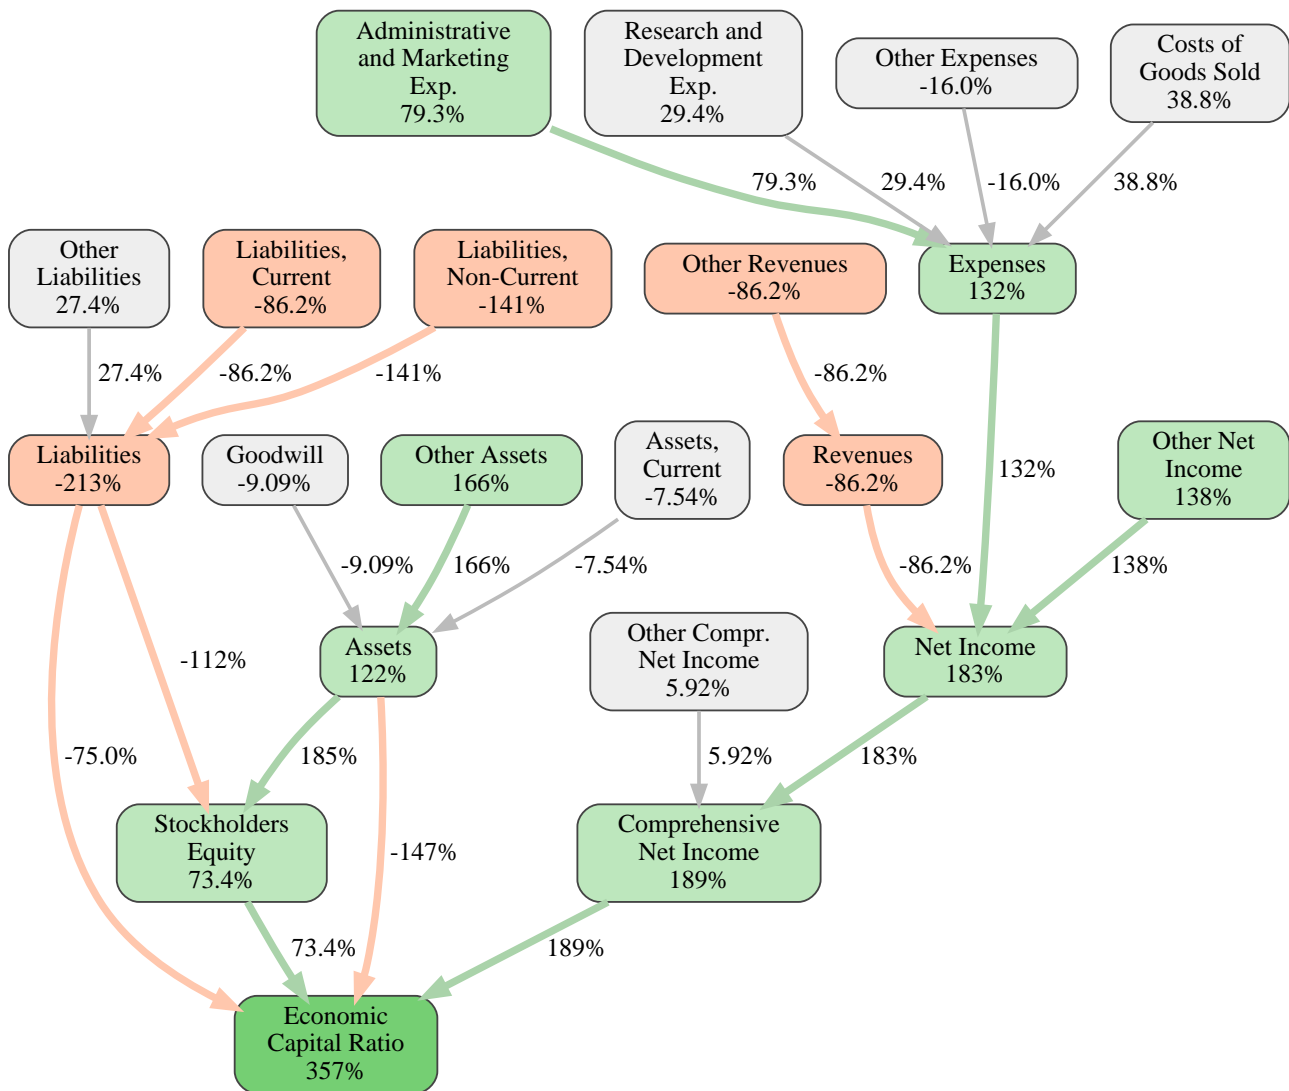 Administrative
and Marketing
Exp.
79.3%
Research and
Development
Exp.
29.4%
Other Expenses
-16.0%
Costs of
Goods Sold
38.8%
79.3%
29.4%
-16.0%
38.8%
Other
Liabilities
27.4%
Liabilities,
Current
-86.2%
Liabilities,
Non-Current
-141%
Other Revenues
-86.2%
Expenses
132%
27.4%
-86.2%
-141%
-86.2%
132%
Liabilities
-213%
Goodwill
-9.09%
Other Assets
166%
Assets,
Current
-7.54%
Revenues
-86.2%
Other Net
Income
138%
-9.09%
166%
-7.54%
-86.2%
138%
-112%
Assets
122%
Other Compr.
Net Income
5.92%
Net Income
183%
-75.0%
185%
-147%
5.92%
183%
Stockholders
Equity
73.4%
Comprehensive
Net Income
189%
73.4%
189%
Economic
Capital Ratio
357%